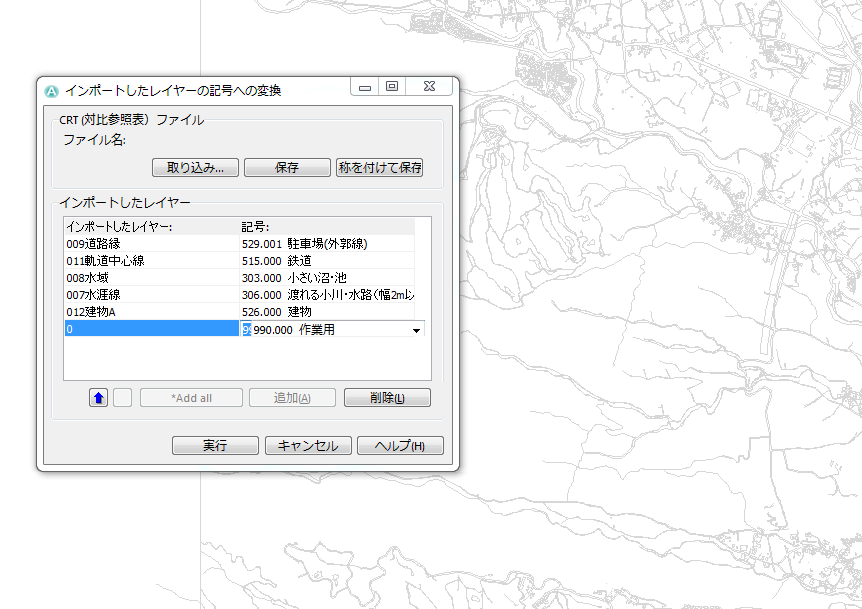 インポートしたレイヤーの記号への変換
CRT (対比参照表) ファイル
ファイル名:
取り込み...
保存
称を付けて保存
インポートしたレイヤー
インポートしたレイヤー: 記号:
009道路縁 529.001 駐車場(外郭線)
011軌道中心線 515.000 鉄道
008水域 303.000 小さい沼・池
007水涯線 306.000 渡れる小川・水路(幅2m以
012建物A 526.000 建物
0 990.000 作業用
*Add all
追加(A)
削除(L)
実行
キャンセル
ヘルプ(H)